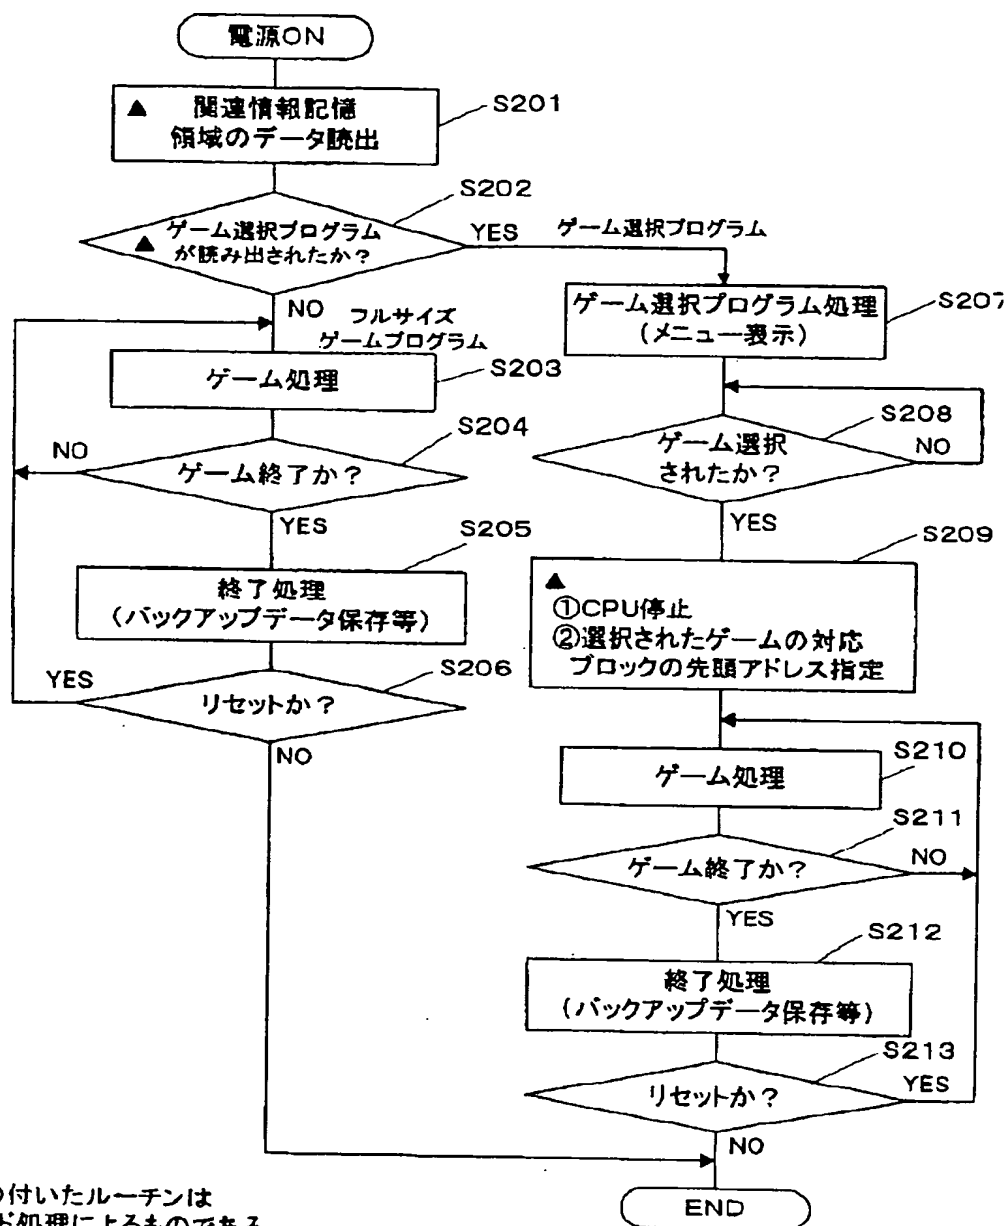 電源ON
▲ 関連情報記憶
領域のデータ読出
S201
S202
▲ ゲーム選択プログラム
が読み出されたか？
YES
ゲーム選択プログラム
NO
フルサイズ
ゲームプログラム
ゲーム処理
S203
S204
NO
ゲーム終了か？
YES
S205
終了処理
(バックアップデータ保存等)
S206
YES
リセットか？
NO
ゲーム選択プログラム処理
(メニュー表示)
S207
S208
ゲーム選択
されたか？
NO
YES
S209
▲
①CPU停止
②選択されたゲームの対応
ブロックの先頭アドレス指定
S210
ゲーム処理
S211
ゲーム終了か？
NO
YES
S212
終了処理
(バックアップデータ保存等)
S213
リセットか？
YES
NO
END
付いたルーチンは
処理によるものである